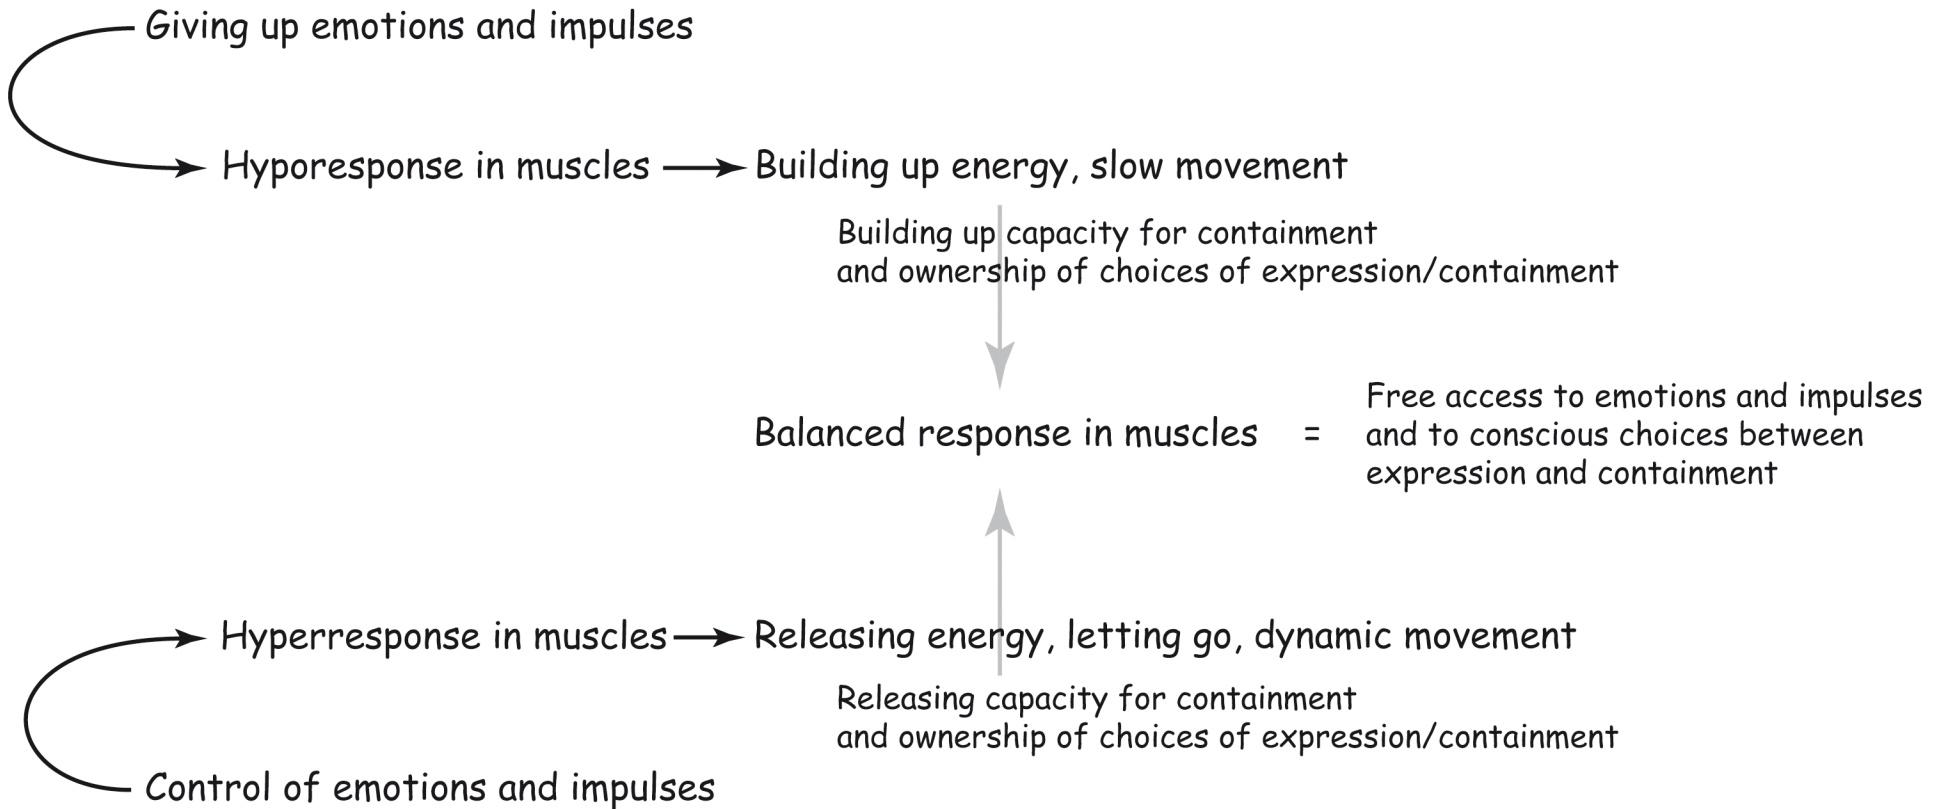 Giving up emotions and impulses
Hyporesponse in muscles
Building up energy, slow movement
Building up capacity for containment
and ownership of choices of expression/containment
Balanced response in muscles
=
Free access to emotions and impulses
and to conscious choices between
expression and containment
Hyperresponse in muscles
Releasing energy, letting go, dynamic movement
Releasing capacity for containment
and ownership of choices of expression/containment
Control of emotions and impulses